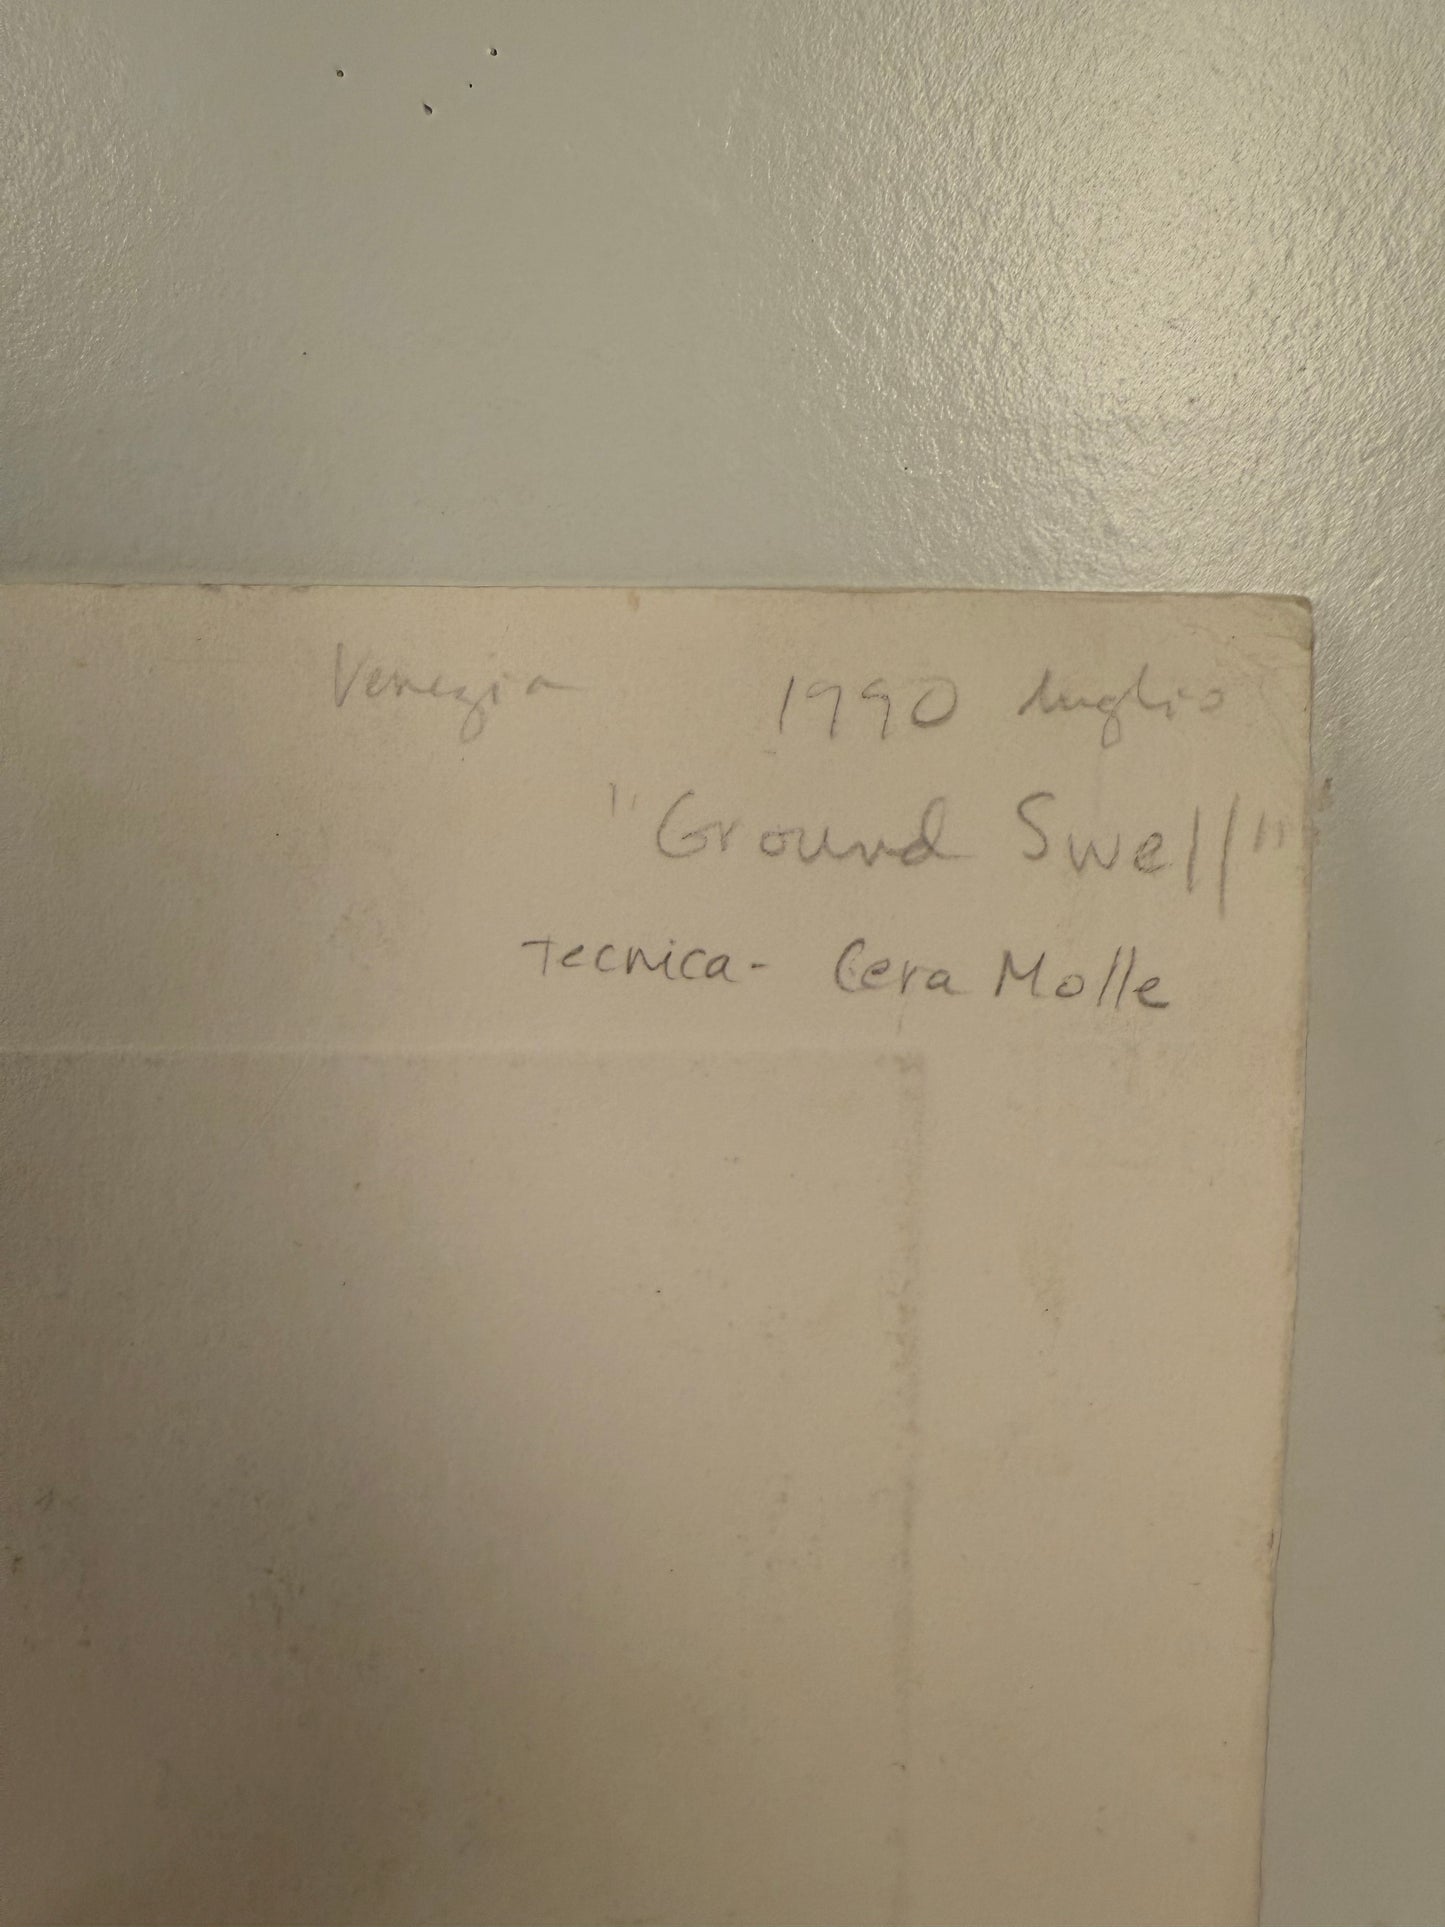 Venezia 1990 luglio
"Ground Swell"
Tecnica - Cera Molle